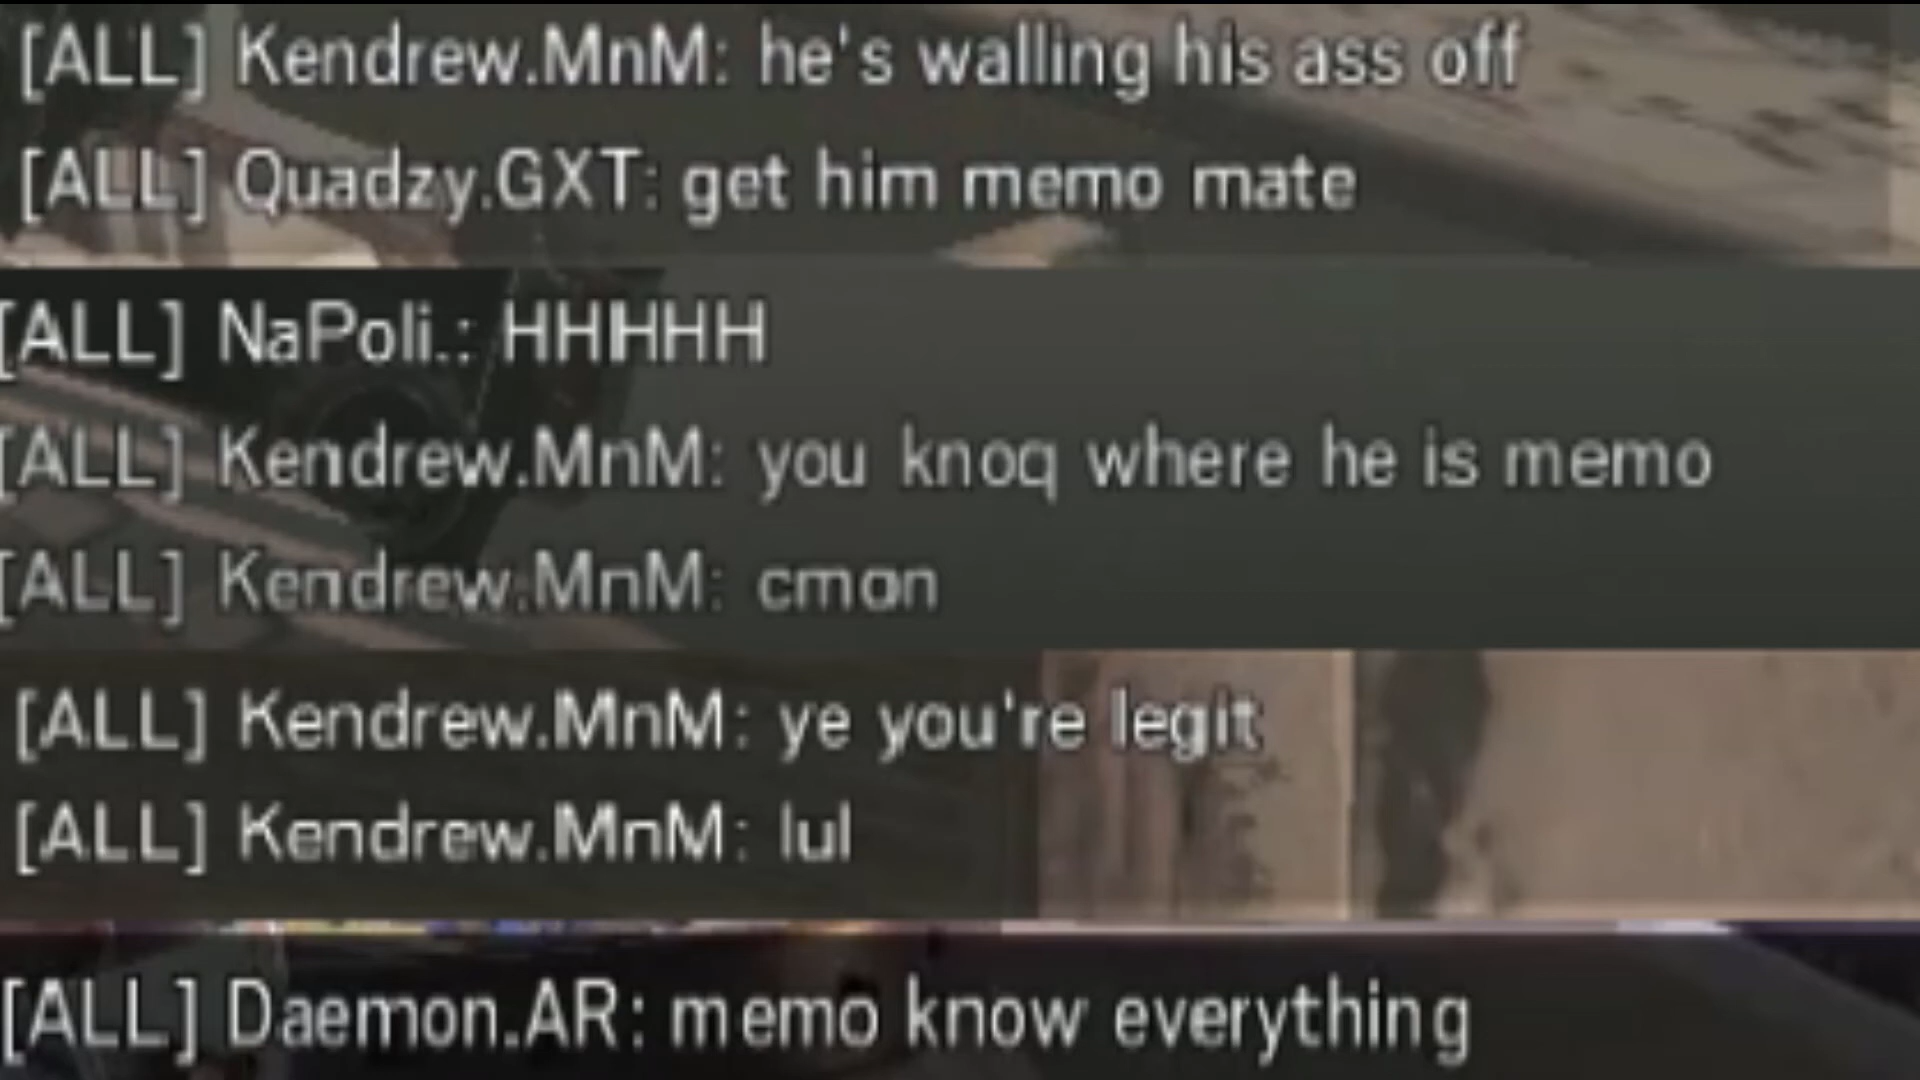 [ALL] Kendrew.MnM: he's walling his ass off
[ALL] Quadzy.GXT: get him memo mate
[ALL] NaPoli.: HHHHH
[ALL] Kendrew.MnM: you knoq where he is memo
[ALL] Kendrew.MnM: cmon
[ALL] Kendrew.MnM: ye you're legit
[ALL] Kendrew.MnM: lul
[ALL] Daemon.AR: memo know everything